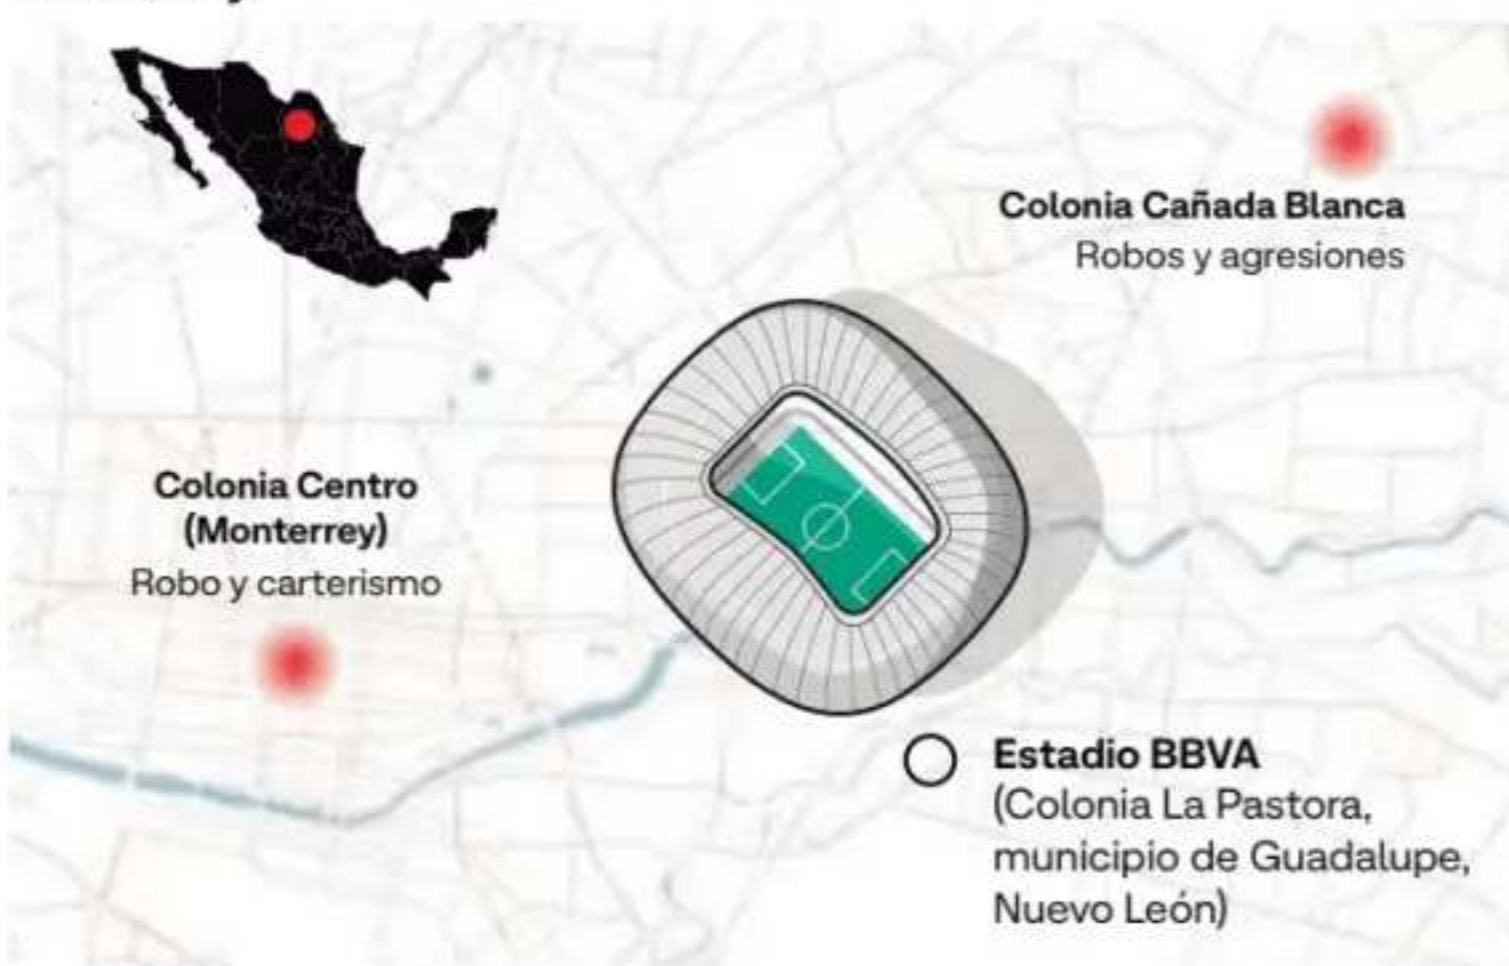 Colonia Cañada Blanca
Robos y agresiones
Colonia Centro
(Monterrey)
Robo y carterismo
Estadio BBVA
(Colonia La Pastora,
municipio de Guadalupe,
Nuevo León)